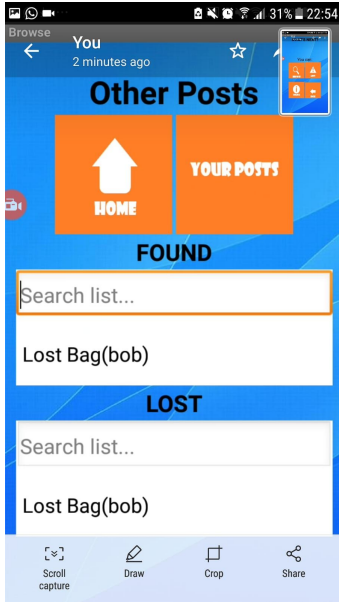 31% 22:54
Browse
You
2 minutes ago
Other Posts
HOME
YOUR POSTS
FOUND
Search list...
Lost Bag(bob)
LOST
Search list...
Lost Bag(bob)
Scroll
capture
Draw
Crop
Share